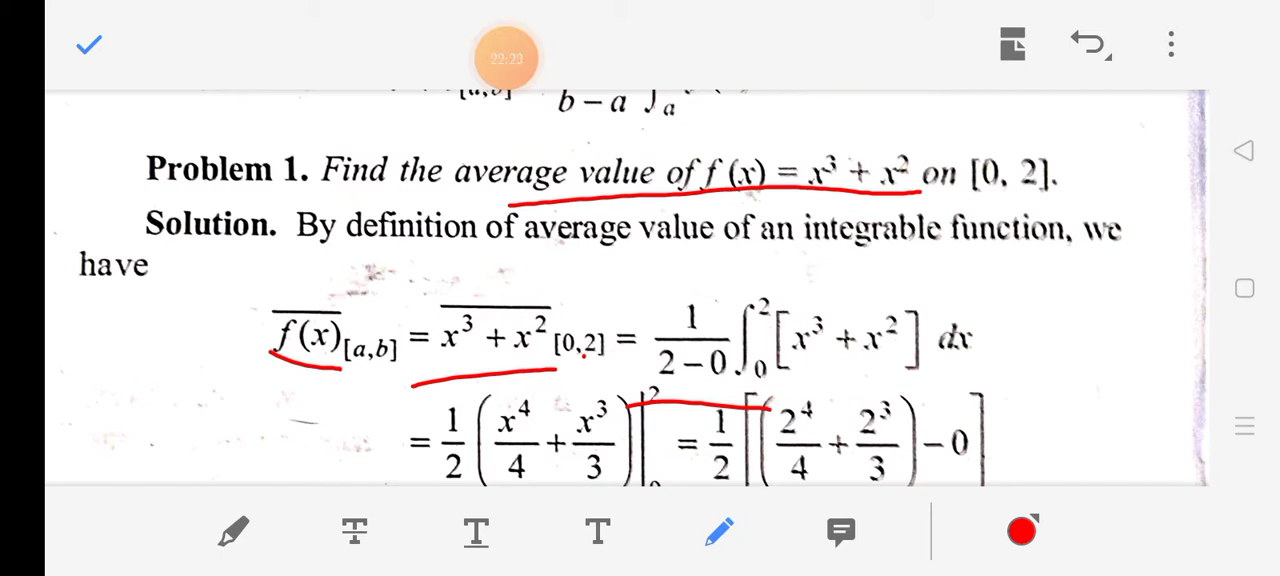 22:23
b − a ∫a
Problem 1. Find the average value of f (x) = x³ + x² on [0, 2].
Solution. By definition of average value of an integrable function, we
have
f(x)[a,b] = x³ + x² [0,2] = 1/(2 − 0) ∫₀² [x³ + x²] dx
= 1/2 (x⁴/4 + x³/3)|² = 1/2 [(2⁴/4 + 2³/3) − 0]
T T T